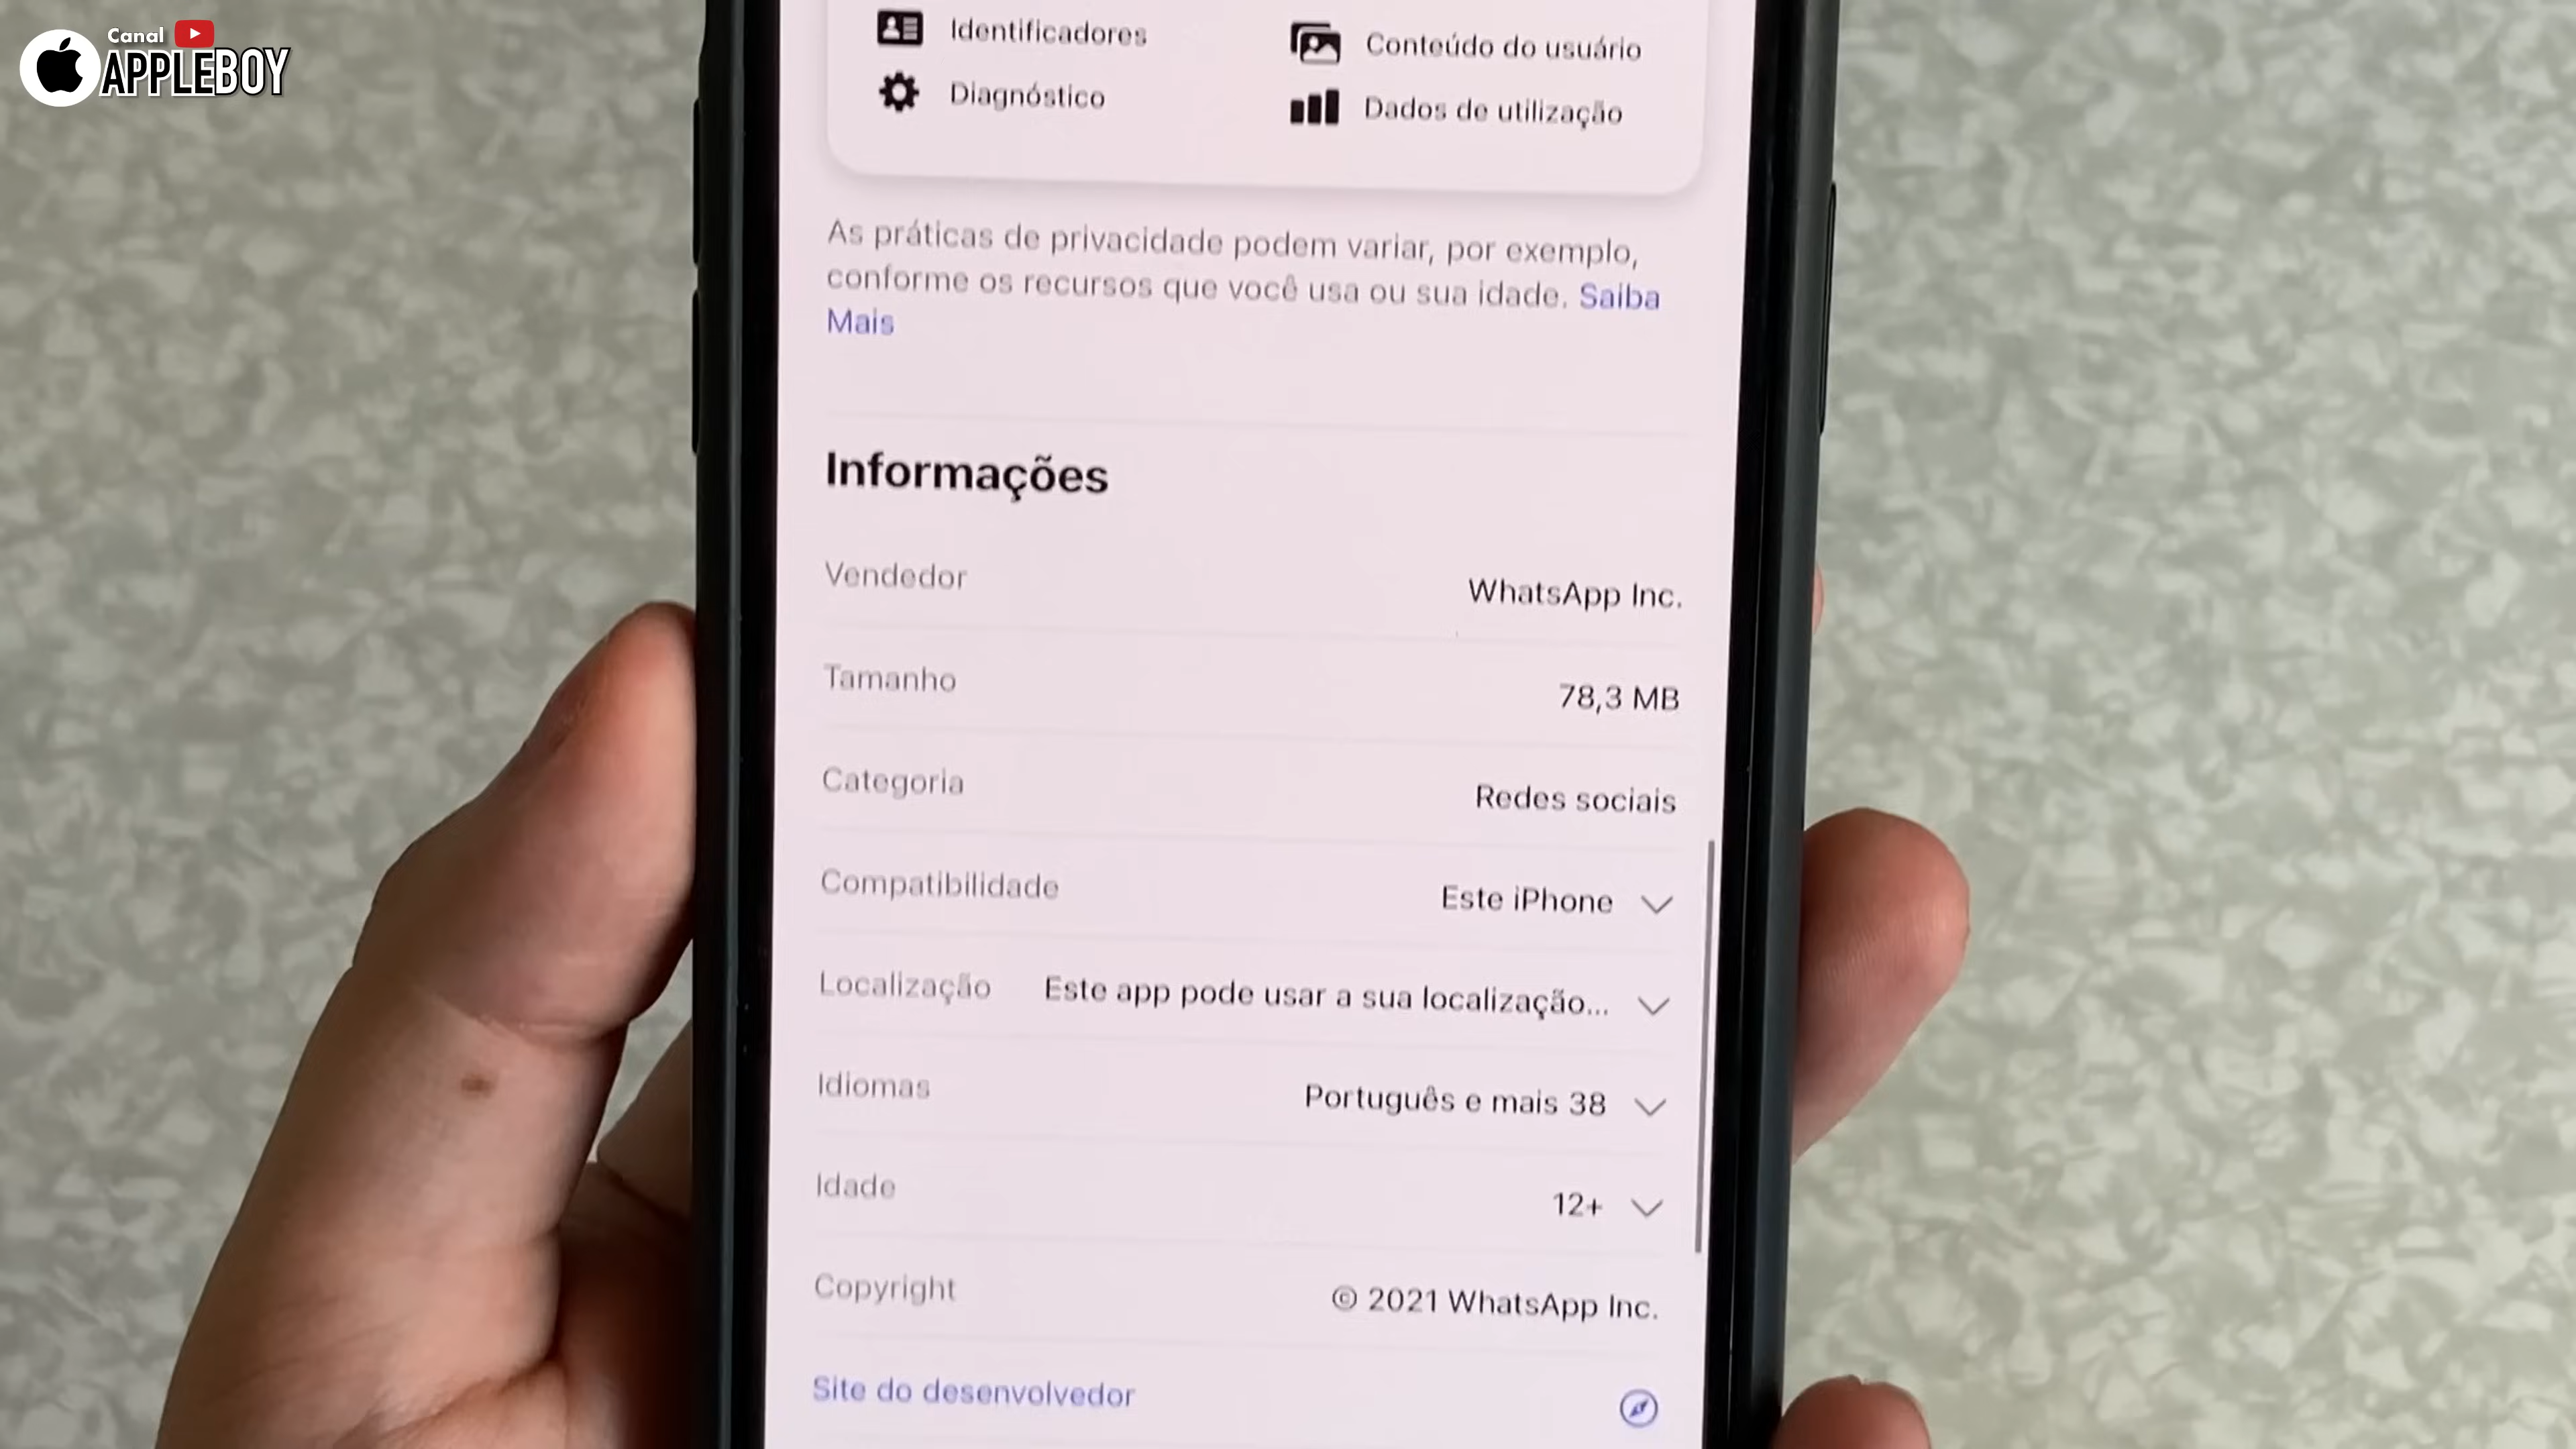 Canal
APPLEBOY
Identificadores
Conteúdo do usuário
Diagnóstico
Dados de utilização
As práticas de privacidade podem variar, por exemplo,
conforme os recursos que você usa ou sua idade. Saiba
Mais
Informações
Vendedor
WhatsApp Inc.
Tamanho
78,3 MB
Categoria
Redes sociais
Compatibilidade
Este iPhone
Localização
Este app pode usar a sua localização...
Idiomas
Português e mais 38
Idade
12+
Copyright
© 2021 WhatsApp Inc.
Site do desenvolvedor